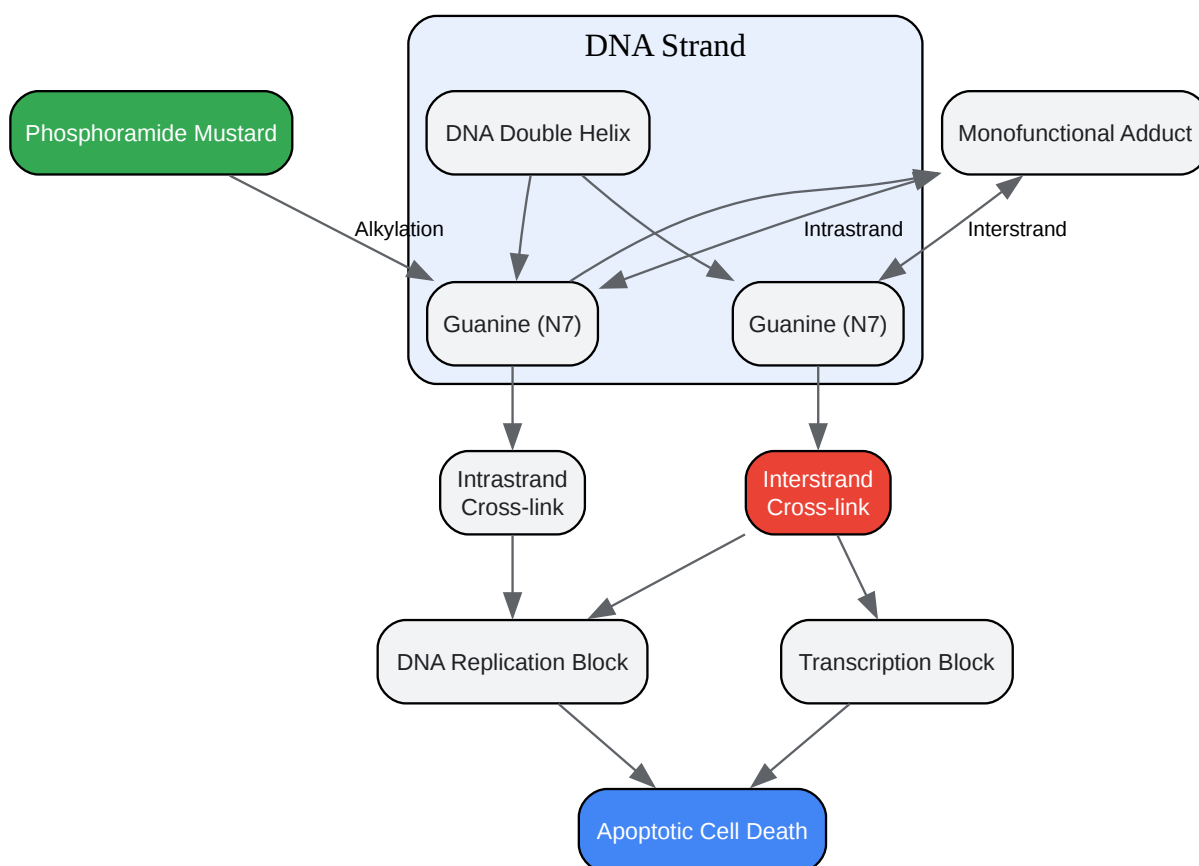 DNA Strand
Phosphoramide Mustard
DNA Double Helix
Monofunctional Adduct
Alkylation
Intrastrand
Interstrand
Guanine (N7)
Guanine (N7)
Intrastrand
Cross-link
Interstrand
Cross-link
DNA Replication Block
Transcription Block
Apoptotic Cell Death